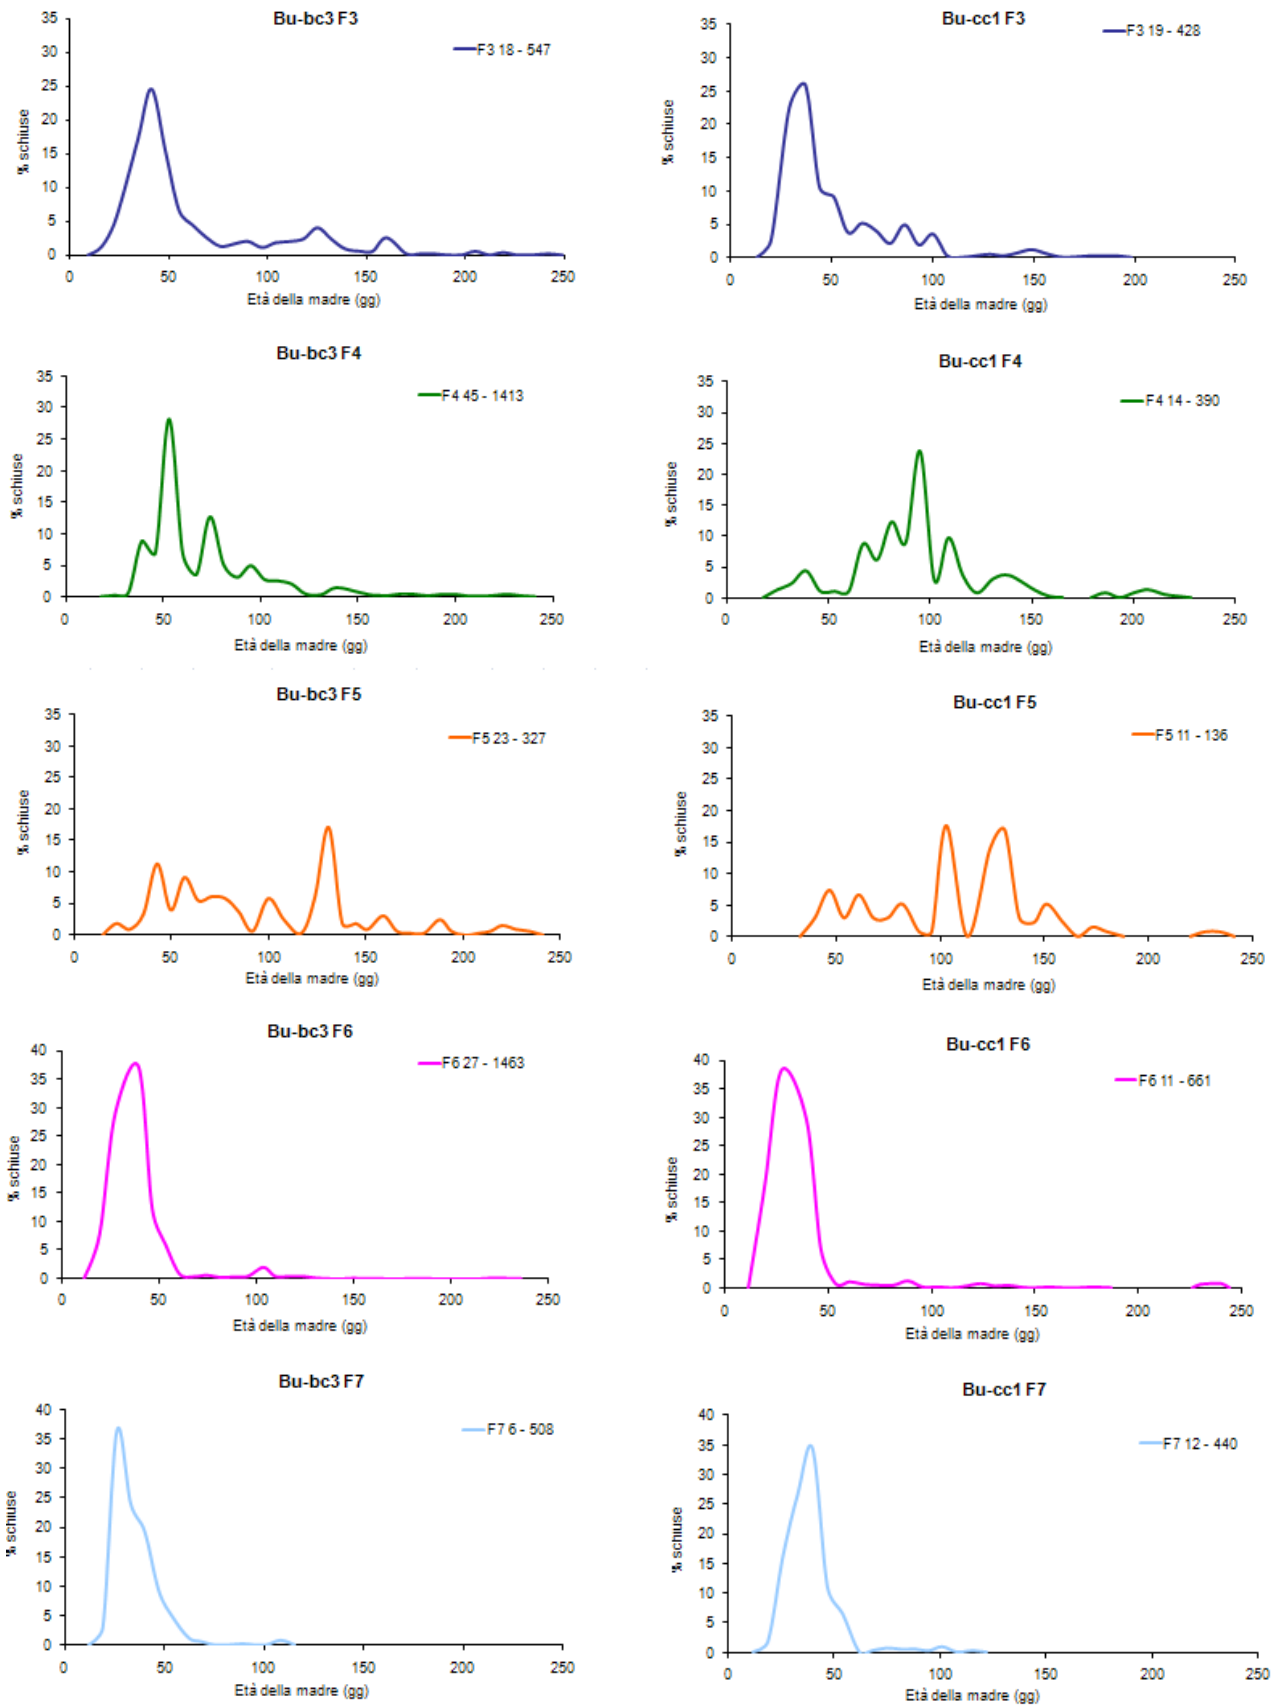 Bu-bc3 F3
F3 18 - 547
35
30
25
20
15
10
5
0
% schiuse
0 50 100 150 200 250
Età della madre (gg)
Bu-cc1 F3
F3 19 - 428
35
30
25
20
15
10
5
0
% schiuse
0 50 100 150 200 250
Età della madre (gg)
Bu-bc3 F4
F4 45 - 1413
35
30
25
20
15
10
5
0
% schiuse
0 50 100 150 200 250
Età della madre (gg)
Bu-cc1 F4
F4 14 - 390
35
30
25
20
15
10
5
0
% schiuse
0 50 100 150 200 250
Età della madre (gg)
Bu-bc3 F5
F5 23 - 327
35
30
25
20
15
10
5
0
% schiuse
0 50 100 150 200 250
Età della madre (gg)
Bu-cc1 F5
F5 11 - 136
35
30
25
20
15
10
5
0
% schiuse
0 50 100 150 200 250
Età della madre (gg)
Bu-bc3 F6
F6 27 - 1463
40
35
30
25
20
15
10
5
0
% schiuse
0 50 100 150 200 250
Età della madre (gg)
Bu-cc1 F6
F6 11 - 661
40
35
30
25
20
15
10
5
0
% schiuse
0 50 100 150 200 250
Età della madre (gg)
Bu-bc3 F7
F7 6 - 508
40
35
30
25
20
15
10
5
0
% schiuse
0 50 100 150 200 250
Età della madre (gg)
Bu-cc1 F7
F7 12 - 440
40
35
30
25
20
15
10
5
0
% schiuse
0 50 100 150 200 250
Età della madre (gg)